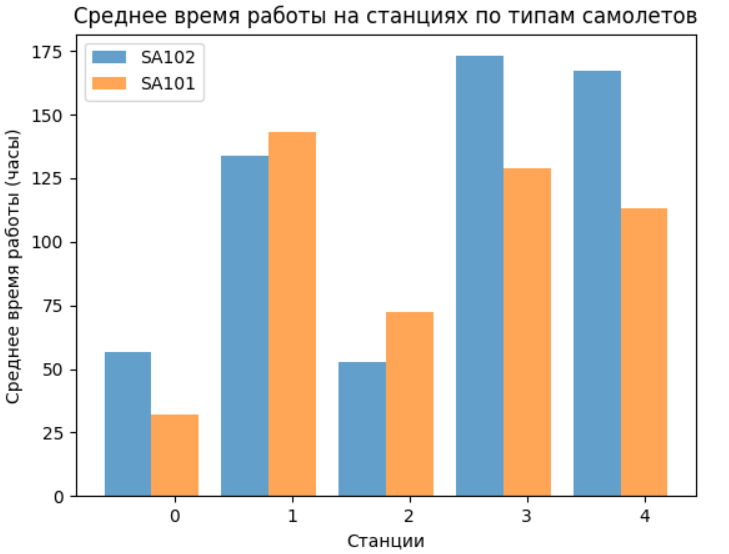 Среднее время работы на станциях по типам самолетов
SA102
SA101
Среднее время работы (часы)
175
150
125
100
75
50
25
0
0 1 2 3 4
Станции